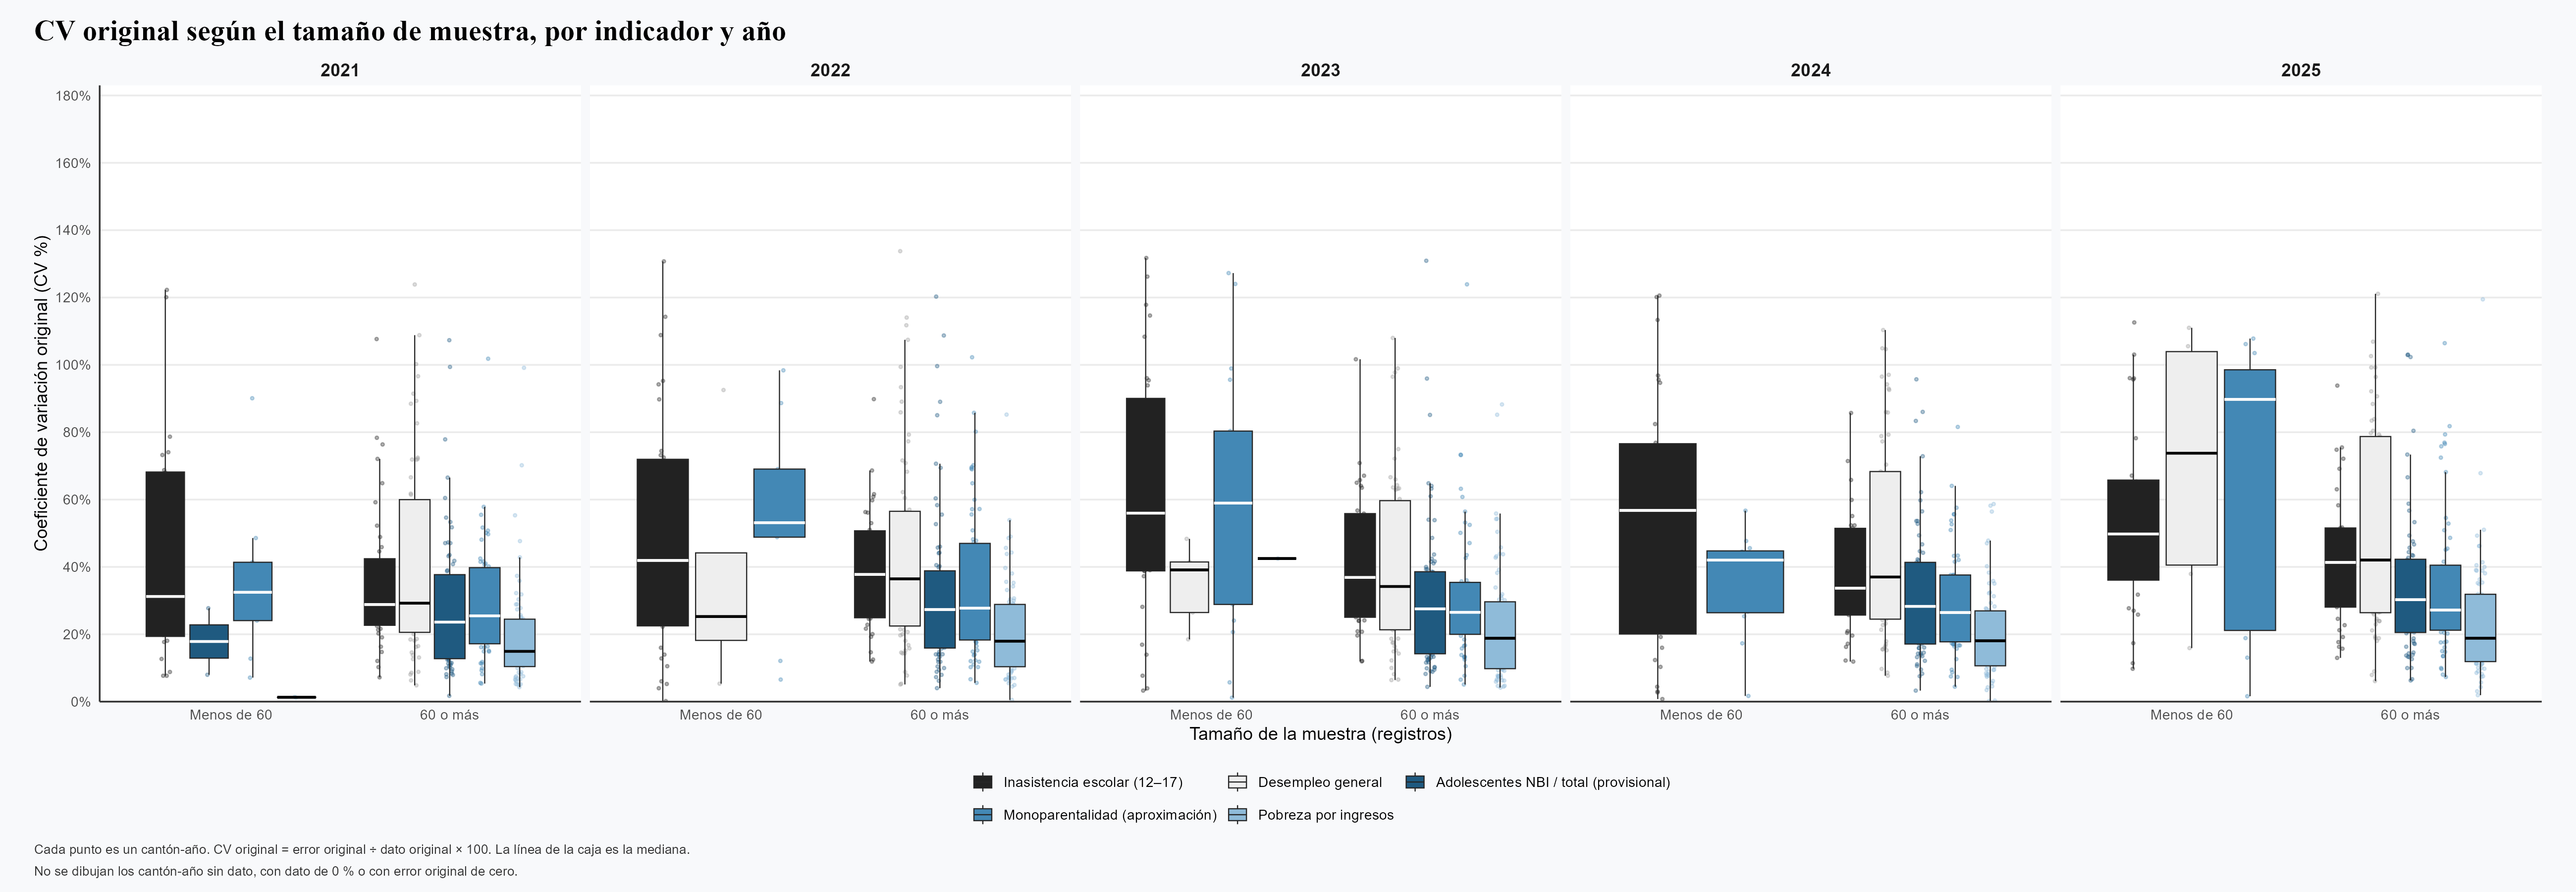 CV original según el tamaño de muestra, por indicador y año
2021 2022 2023 2024 2025
Coeficiente de variación original (CV %)
180%
160%
140%
120%
100%
80%
60%
40%
20%
0%
Menos de 60 60 o más Menos de 60 60 o más Menos de 60 60 o más Menos de 60 60 o más Menos de 60 60 o más
Tamaño de la muestra (registros)
Inasistencia escolar (12–17) Desempleo general Adolescentes NBI / total (provisional)
Monoparentalidad (aproximación) Pobreza por ingresos
Cada punto es un cantón-año. CV original = error original ÷ dato original × 100. La línea de la caja es la mediana.
No se dibujan los cantón-año sin dato, con dato de 0 % o con error original de cero.